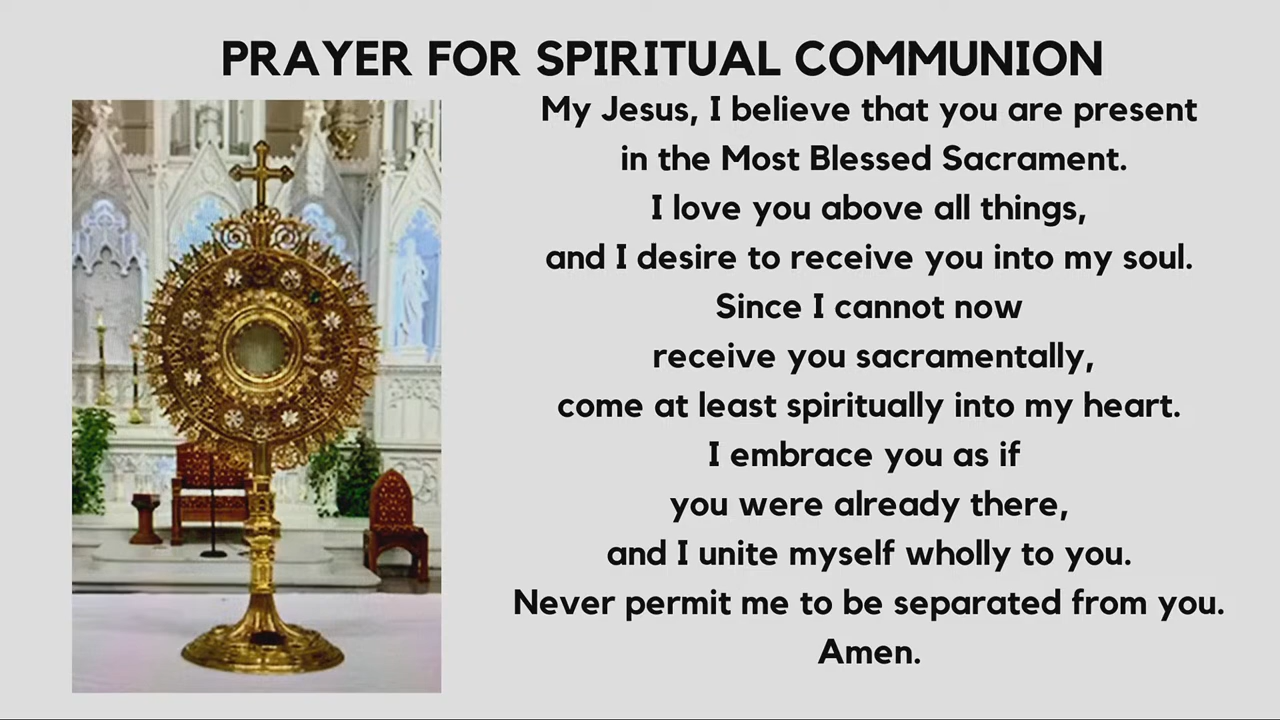 PRAYER FOR SPIRITUAL COMMUNION
My Jesus, I believe that you are present
in the Most Blessed Sacrament.
I love you above all things,
and I desire to receive you into my soul.
Since I cannot now
receive you sacramentally,
come at least spiritually into my heart.
I embrace you as if
you were already there,
and I unite myself wholly to you.
Never permit me to be separated from you.
Amen.